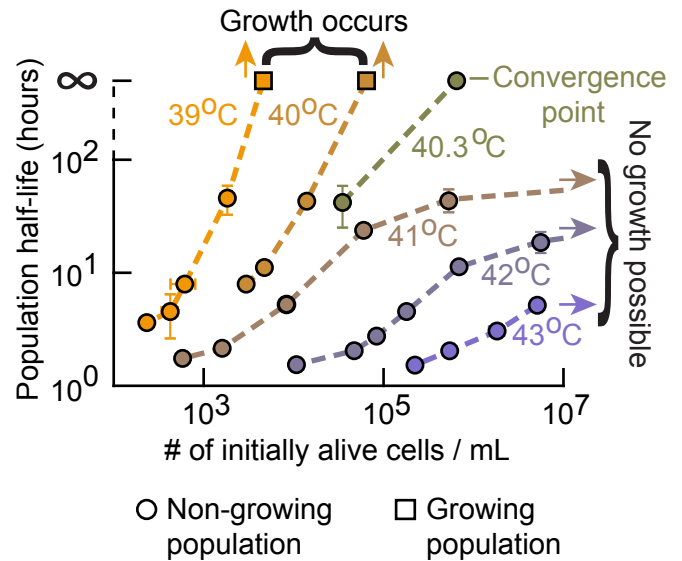 Growth occurs
∞
Convergence
point
39°C
40°C
40.3°C
41°C
42°C
43°C
No growth possible
Population half-life (hours)
10²
10¹
10⁰
10³
10⁵
10⁷
# of initially alive cells / mL
Non-growing
population
Growing
population